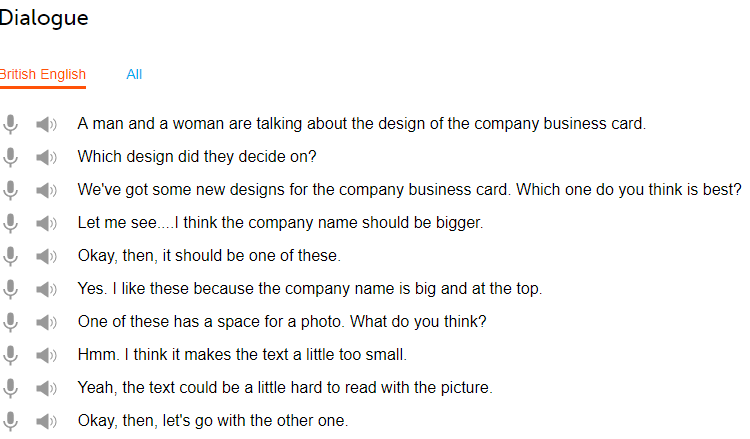 Dialogue
British English
All
A man and a woman are talking about the design of the company business card.
Which design did they decide on?
We've got some new designs for the company business card. Which one do you think is best?
Let me see....I think the company name should be bigger.
Okay, then, it should be one of these.
Yes. I like these because the company name is big and at the top.
One of these has a space for a photo. What do you think?
Hmm. I think it makes the text a little too small.
Yeah, the text could be a little hard to read with the picture.
Okay, then, let's go with the other one.